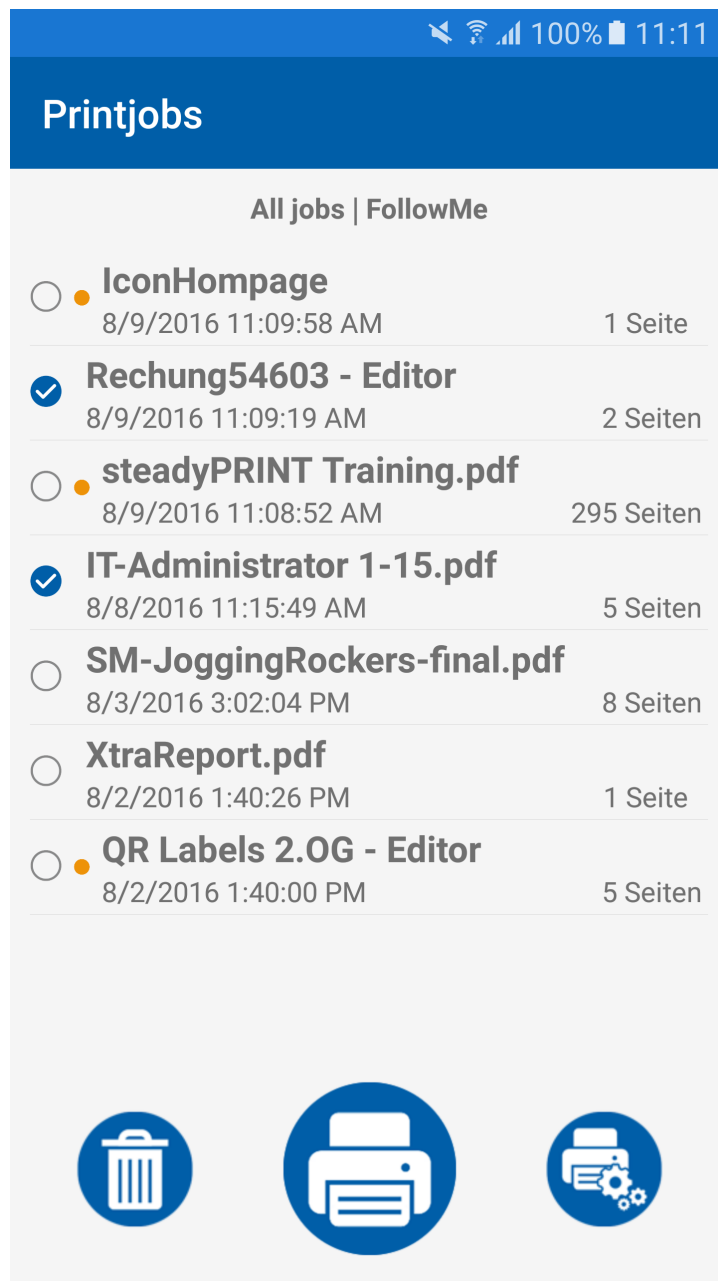 100% 11:11
Printjobs
All jobs | FollowMe
IconHompage
8/9/2016 11:09:58 AM 1 Seite
Rechung54603 - Editor
8/9/2016 11:09:19 AM 2 Seiten
steadyPRINT Training.pdf
8/9/2016 11:08:52 AM 295 Seiten
IT-Administrator 1-15.pdf
8/8/2016 11:15:49 AM 5 Seiten
SM-JoggingRockers-final.pdf
8/3/2016 3:02:04 PM 8 Seiten
XtraReport.pdf
8/2/2016 1:40:26 PM 1 Seite
QR Labels 2.OG - Editor
8/2/2016 1:40:00 PM 5 Seiten